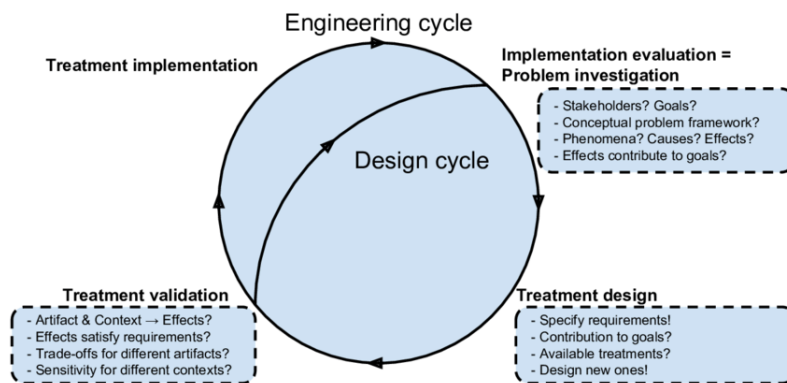 Engineering cycle
Treatment implementation
Implementation evaluation =
Problem investigation
- Stakeholders? Goals?
- Conceptual problem framework?
- Phenomena? Causes? Effects?
- Effects contribute to goals?
Design cycle
Treatment validation
- Artifact & Context → Effects?
- Effects satisfy requirements?
- Trade-offs for different artifacts?
- Sensitivity for different contexts?
Treatment design
- Specify requirements!
- Contribution to goals?
- Available treatments?
- Design new ones!